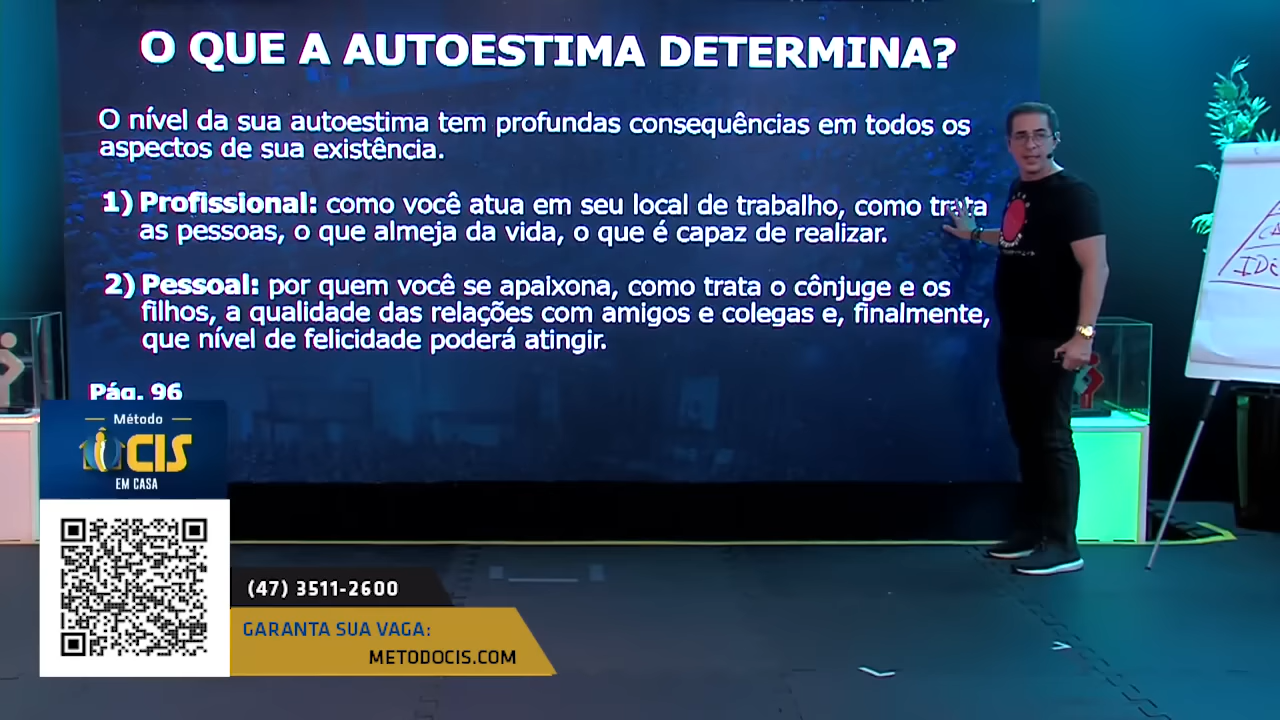 O QUE A AUTOESTIMA DETERMINA?
O nível da sua autoestima tem profundas consequências em todos os
aspectos de sua existência.
1) Profissional: como você atua em seu local de trabalho, como trata
as pessoas, o que almeja da vida, o que é capaz de realizar.
2) Pessoal: por quem você se apaixona, como trata o cônjuge e os
filhos, a qualidade das relações com amigos e colegas e, finalmente,
que nível de felicidade poderá atingir.
Pág. 96
Método
CIS
EM CASA
(47) 3511-2600
GARANTA SUA VAGA:
METODOCIS.COM